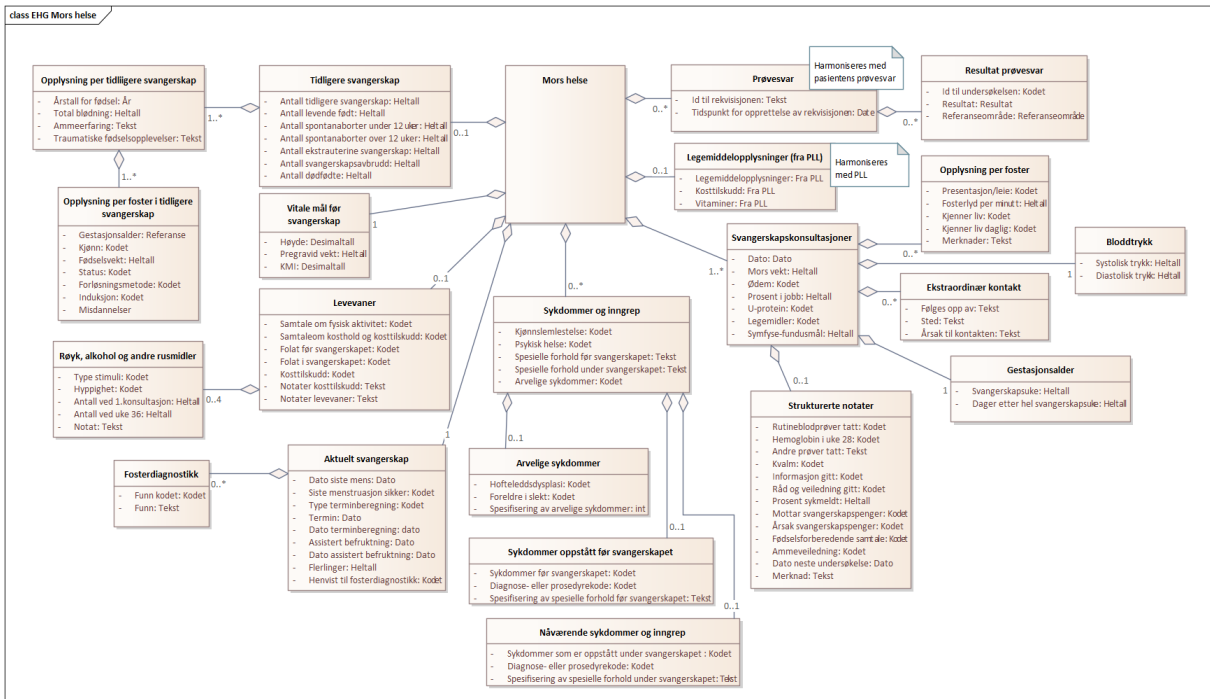 class EHG Mors helse
Opplysning per tidliigere svangerskap
- Årstall for fødsel: År
- Total blødning: Heltall
- Ammeerfaring: Tekst
- Traumatiske fødselsopplevelser: Tekst
1..*
Tidligere svangerskap
- Antall tidligere svangerskap: Heltall
- Antall levende født: Heltall
- Antall spontanaborter under 12 uker: Heltall
- Antall spontanaborter over 12 uker: Heltall
- Antall ekstrauterine svangerskap: Heltall
- Antall svangerskapsavbrudd: Heltall
- Antall dødfødte: Heltall
0..1
Mors helse
Prøvesvar
- Id til rekvisisjonen: Tekst
- Tidspunkt for opprettelse av rekvisisjonen: Date
0..*
Harmoniseres med
pasientens prøvesvar
Resultat prøvesvar
- Id til undersøkelsen: Kodet
- Resultat: Resultat
- Referanseområde: Referanseområde
0..*
Legemiddelopplysninger (fra PLL)
- Legemiddelopplysninger: Fra PLL
- Kosttilskudd: Fra PLL
- Vitaminer: Fra PLL
0..1
Harmoniseres
med PLL
Opplysning per foster
- Presentasjon/leie: Kodet
- Fosterlyd per minutt: Heltall
- Kjenner liv: Kodet
- Kjenner liv daglig: Kodet
- Merknader: Tekst
0..*
1..*
Opplysning per foster i tidligere
svangerskap
- Gestasjonsalder: Referanse
- Kjønn: Kodet
- Fødselsvekt: Heltall
- Status: Kodet
- Forløsningsmetode: Kodet
- Induksjon: Kodet
- Misdannelser
Vitale mål før
svangerskap
- Høyde: Desimaltall
- Pregravid vekt: Heltall
- KMI: Desimaltall
1
Svangerskapskonsultasjoner
- Dato: Dato
- Mors vekt: Heltall
- Ødem: Kodet
- Prosent i jobb: Heltall
- U-protein: Kodet
- Legemidler: Kodet
- Symfyse-fundusmål: Heltall
1..*
Bloddtrykk
- Systolisk trykk: Heltall
- Diastolisk trykk: Heltall
1
Ekstraordinær kontakt
- Følges opp av: Tekst
- Sted: Tekst
- Årsak til kontakten: Tekst
0..*
Levevaner
- Samtale om fysisk aktivitet: Kodet
- Samtaleom kosthold og kosttilskudd: Kodet
- Folat før svangerskapet: Kodet
- Folat i svangerskapet: Kodet
- Kosttilskudd: Kodet
- Notater kosttilskudd: Tekst
- Notater levevaner: Tekst
0..1
Sykdommer og inngrep
- Kjønnslemlestelse: Kodet
- Psykisk helse: Kodet
- Spesielle forhold før svangerskapet: Tekst
- Spesielle forhold under svangerskapet: Tekst
- Arvelige sykdommer: Kodet
0..*
Røyk, alkohol og andre rusmidler
- Type stimuli: Kodet
- Hyppighet: Kodet
- Antall ved 1.konsultasjon: Heltall
- Antall ved uke 36: Heltall
- Notat: Tekst
0..4
Gestasjonsalder
- Svangerskapsuke: Heltall
- Dager etter hel svangerskapsuke: Heltall
1
Strukturerte notater
- Rutineblodprøver tatt: Kodet
- Hemoglobin i uke 28: Kodet
- Andre prøver tatt: Tekst
- Kvalm: Kodet
- Informasjon gitt: Kodet
- Råd og veiledning gitt: Kodet
- Prosent sykmeldt: Heltall
- Mottar svangerskapspenger: Kodet
- Årsak svangerskapspenger: Kodet
- Fødselsforberedende samtale: Kodet
- Ammeveiledning: Kodet
- Dato neste undersøkelse: Dato
- Merknad: Tekst
0..1
Fosterdiagnostikk
- Funn kodet: Kodet
- Funn: Tekst
0..*
Aktuelt svangerskap
- Dato siste mens: Dato
- Siste menstruasjon sikker: Kodet
- Type terminberegning: Kodet
- Termin: Dato
- Dato terminberegning: dato
- Assistert befruktning: Dato
- Dato assistert befruktning: Dato
- Flerlinger: Heltall
- Henvist til fosterdiagnostikk: Kodet
1
Arvelige sykdommer
- Hofteleddsdysplasi: Kodet
- Foreldre i slekt: Kodet
- Spesifisering av arvelige sykdommer: int
0..1
Sykdommer oppstått før svangerskapet
- Sykdommer før svangerskapet: Kodet
- Diagnose- eller prosedyrekode: Kodet
- Spesifisering av spesielle forhold før svangerskapet: Tekst
0..1
Nåværende sykdommer og inngrep
- Sykdommer som er oppstått under svangerskapet : Kodet
- Diagnose- eller prosedyrekode: Kodet
- Spesifisering av spesielle forhold under svangerskapet: Tekst
0..1